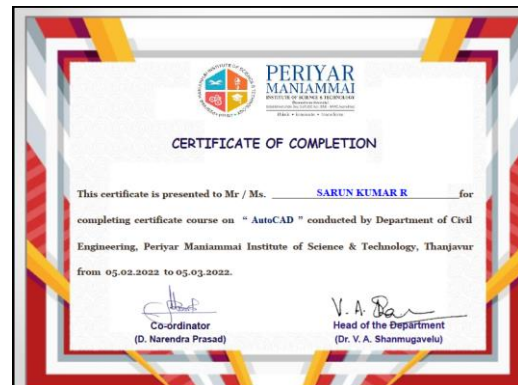 PERIYAR
MANIAMMAI
INSTITUTE OF SCIENCE & TECHNOLOGY
CERTIFICATE OF COMPLETION
This certificate is presented to Mr / Ms. SARUN KUMAR R for
completing certificate course on “ AutoCAD ” conducted by Department of Civil
Engineering, Periyar Maniammai Institute of Science & Technology, Thanjavur
from 05.02.2022 to 05.03.2022.
Co-ordinator
(D. Narendra Prasad)
V. A.
Head of the Department
(Dr. V. A. Shanmugavelu)